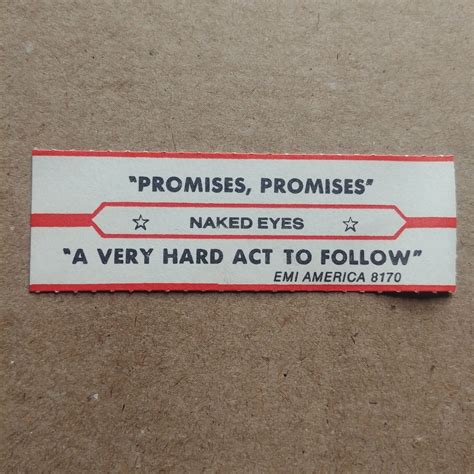 "PROMISES, PROMISES"
☆ NAKED EYES ☆
"A VERY HARD ACT TO FOLLOW"
EMI AMERICA 8170